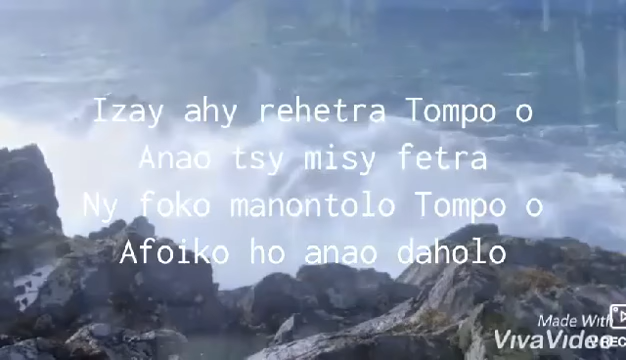 Izay ahy rehetra Tompo o
Anao tsy misy fetra
Ny foko manontolo Tompo o
Afoiko ho anao daholo
Made With
VivaVideo